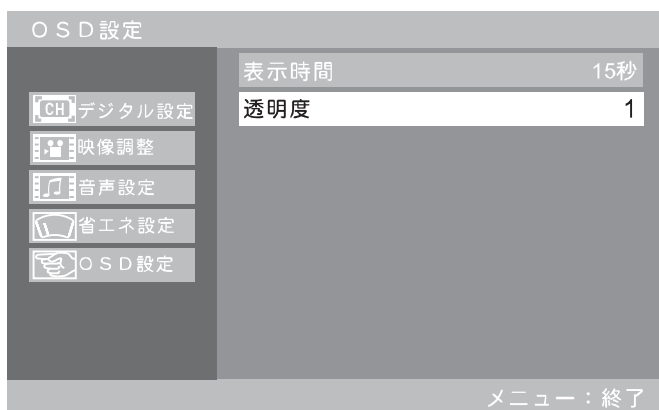 OSD設定
CH デジタル設定
映像調整
音声設定
省エネ設定
OSD設定
表示時間 15秒
透明度 1
メニュー：終了